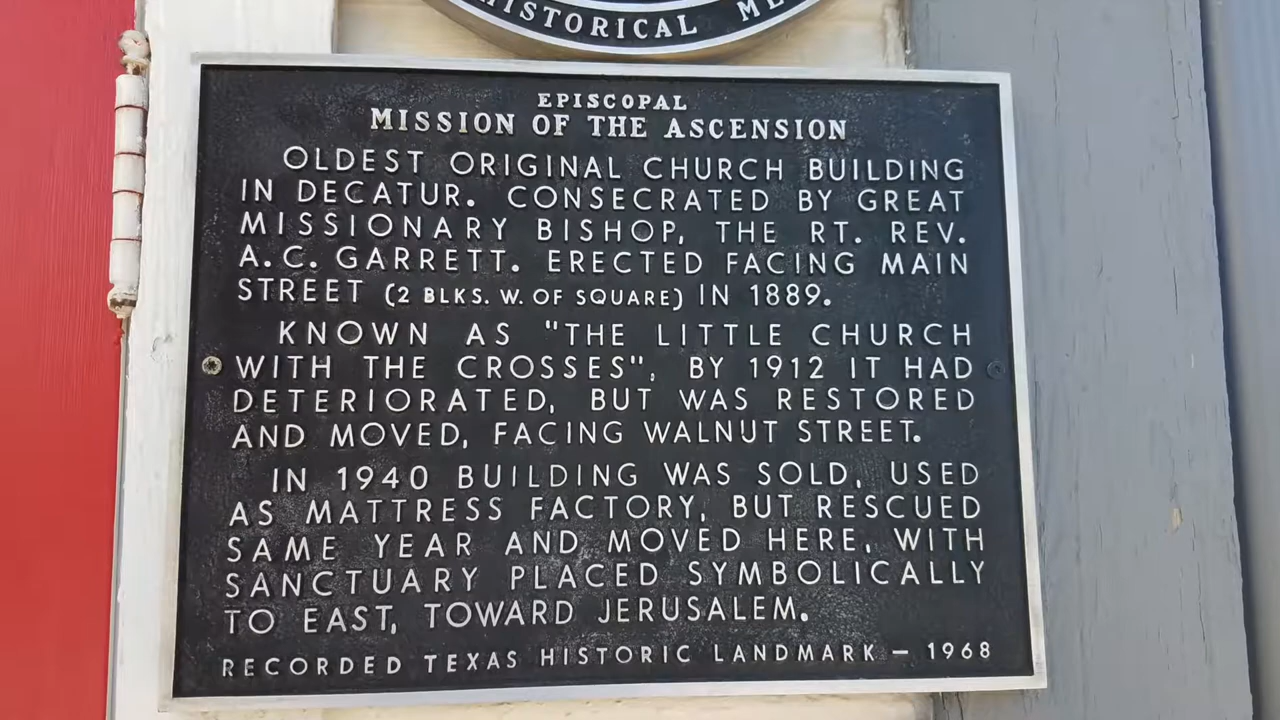 HISTORICAL
EPISCOPAL
MISSION OF THE ASCENSION
OLDEST ORIGINAL CHURCH BUILDING
IN DECATUR. CONSECRATED BY GREAT
MISSIONARY BISHOP, THE RT. REV.
A.C. GARRETT. ERECTED FACING MAIN
STREET (2 BLKS. W. OF SQUARE) IN 1889.
KNOWN AS "THE LITTLE CHURCH
WITH THE CROSSES", BY 1912 IT HAD
DETERIORATED, BUT WAS RESTORED
AND MOVED, FACING WALNUT STREET.
IN 1940 BUILDING WAS SOLD, USED
AS MATTRESS FACTORY, BUT RESCUED
SAME YEAR AND MOVED HERE, WITH
SANCTUARY PLACED SYMBOLICALLY
TO EAST, TOWARD JERUSALEM.
RECORDED TEXAS HISTORIC LANDMARK – 1968